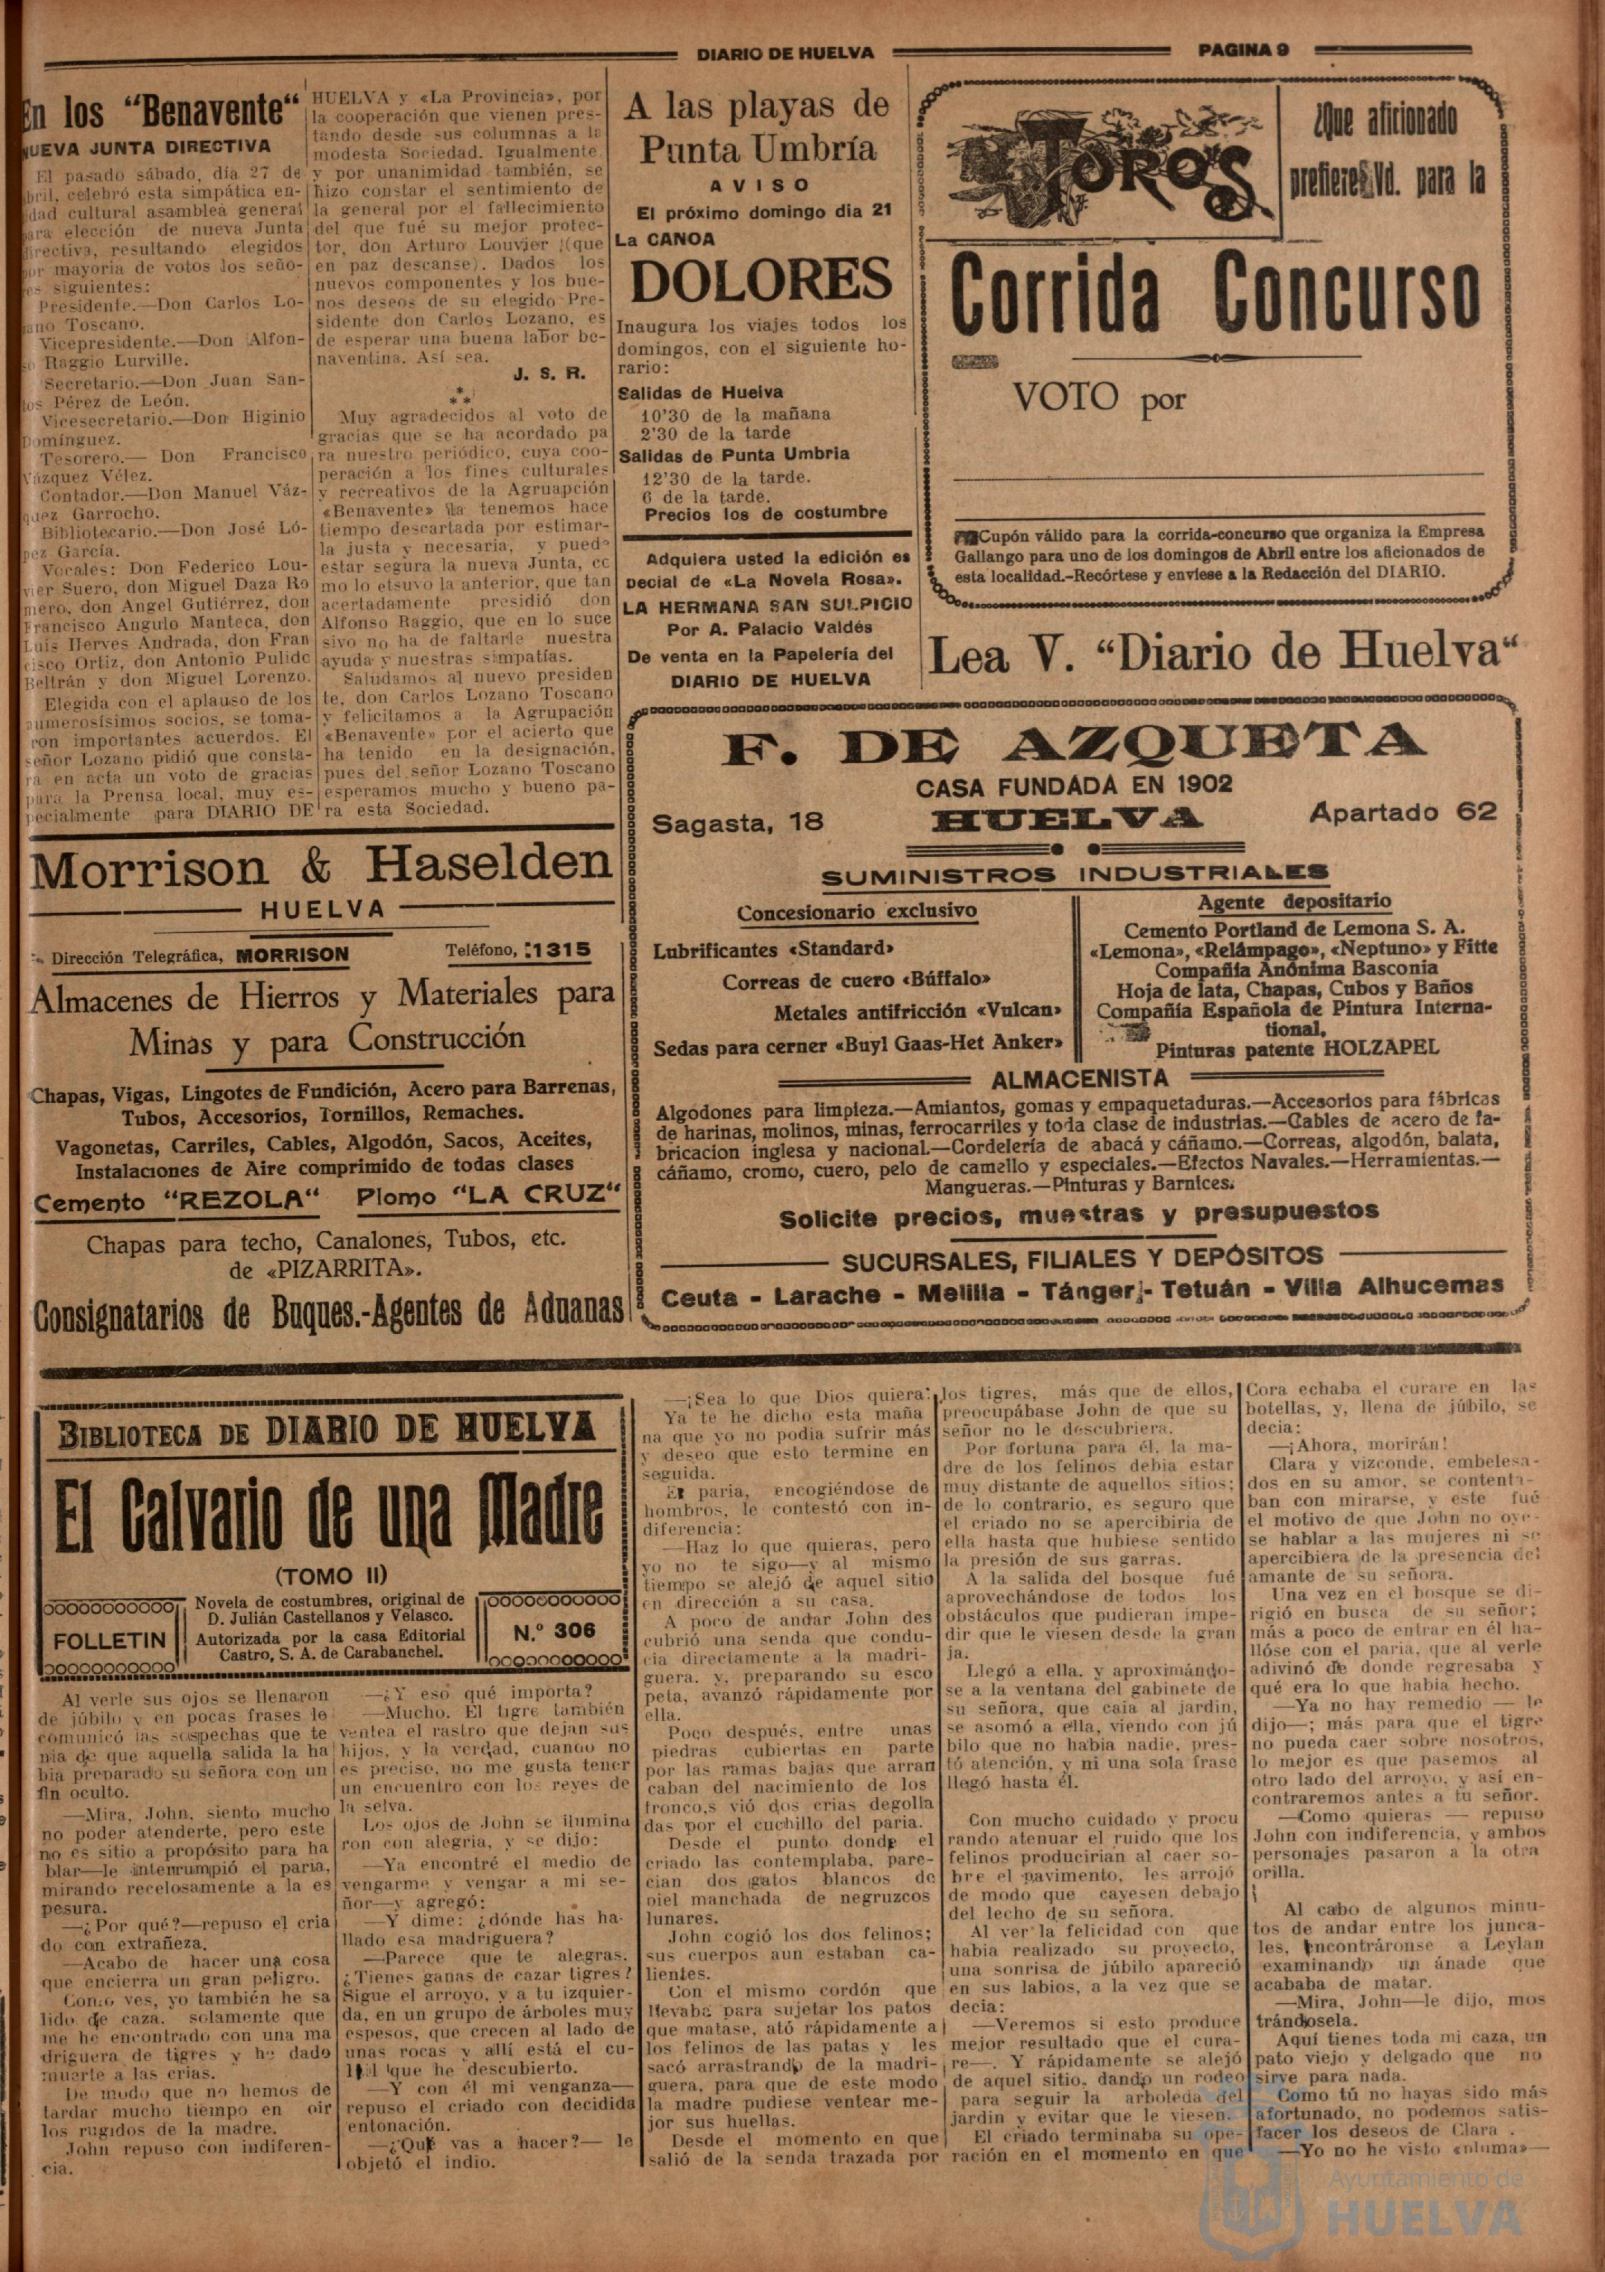 DIARIO DE HUELVA
PAGINA 9
En los "Benavente"
NUEVA JUNTA DIRECTIVA
El pasado sábado, día 27 de
abril, celebró esta simpática en-
tidad cultural asamblea general
para elección de nueva Junta
directiva, resultando elegidos
por mayoría de votos los seño-
res siguientes:
Presidente.—Don Carlos Lo-
zano Toscano.
Vicepresidente.—Don Alfon-
so Raggio Lurville.
Secretario.—Don Juan San-
tos Pérez de León.
Vicesecretario.—Don Higinio
Domínguez.
Tesorero.— Don Francisco
Vázquez Vélez.
Contador.—Don Manuel Váz-
quez Garrocho.
Bibliotecario.—Don José Ló-
pez García.
Vocales: Don Federico Lou-
vier Suero, don Miguel Daza Ro
mero, don Angel Gutiérrez, don
Francisco Angulo Manteca, don
Luis Herves Andrada, don Fran
cisco Ortiz, don Antonio Pulido
Beltrán y don Miguel Lorenzo.
Elegida con el aplauso de los
numerosísimos socios, se toma-
ron importantes acuerdos. El
señor Lozano pidió que consta-
ra en acta un voto de gracias
para la Prensa local, muy es-
pecialmente para DIARIO DE
HUELVA y «La Provincia», por
la cooperación que vienen pres-
tando desde sus columnas a la
modesta Sociedad. Igualmente
y por unanimidad también, se
hizo constar el sentimiento de
la general por el fallecimiento
del que fué su mejor protec-
tor, don Arturo Louvier (que
en paz descanse). Dados los
nuevos componentes y los bue-
nos deseos de su elegido Pre-
sidente don Carlos Lozano, es
de esperar una buena labor be-
naventina. Así sea.
J. S. R.
* * *
Muy agradecidos al voto de
gracias que se ha acordado pa
ra nuestro periódico, cuya coo-
peración a los fines culturales
y recreativos de la Agruapción
«Benavente» la tenemos hace
tiempo descartada por estimar-
la justa y necesaria, y puede
estar segura la nueva Junta, co
mo lo etsuvo la anterior, que tan
acertadamente presidió don
Alfonso Raggio, que en lo suce
sivo no ha de faltarle nuestra
ayuda y nuestras simpatías.
Saludamos al nuevo presiden
te, don Carlos Lozano Toscano
y felicitamos a la Agrupación
«Benavente» por el acierto que
ha tenido en la designación,
pues del señor Lozano Toscano
esperamos mucho y bueno pa-
ra esta Sociedad.
A las playas de
Punta Umbría
AVISO
El próximo domingo dia 21
La CANOA
DOLORES
Inaugura los viajes todos los
domingos, con el siguiente ho-
rario:
Salidas de Huelva
10'30 de la mañana
2'30 de la tarde
Salidas de Punta Umbria
12'30 de la tarde.
6 de la tarde.
Precios los de costumbre
Adquiera usted la edición es
pecial de «La Novela Rosa».
LA HERMANA SAN SULPICIO
Por A. Palacio Valdés
De venta en la Papelería del
DIARIO DE HUELVA
TOROS
¿Que aficionado
prefiere Vd. para la
Corrida Concurso
VOTO por
Cupón válido para la corrida-concurso que organiza la Empresa
Gallango para uno de los domingos de Abril entre los aficionados de
esta localidad.-Recórtese y envíese a la Redacción del DIARIO.
Lea V. "Diario de Huelva"
Morrison & Haselden
HUELVA
Dirección Telegráfica, MORRISON Teléfono, 1315
Almacenes de Hierros y Materiales para
Minas y para Construcción
Chapas, Vigas, Lingotes de Fundición, Acero para Barrenas,
Tubos, Accesorios, Tornillos, Remaches.
Vagonetas, Carriles, Cables, Algodón, Sacos, Aceites,
Instalaciones de Aire comprimido de todas clases
Cemento "REZOLA" Plomo "LA CRUZ"
Chapas para techo, Canalones, Tubos, etc.
de «PIZARRITA».
Consignatarios de Buques.-Agentes de Aduanas
F. DE AZQUETA
CASA FUNDADA EN 1902
Sagasta, 18 HUELVA Apartado 62
SUMINISTROS INDUSTRIALES
Concesionario exclusivo
Lubrificantes «Standard»
Correas de cuero «Búffalo»
Metales antifricción «Vulcan»
Sedas para cerner «Buyl Gaas-Het Anker»
Agente depositario
Cemento Portland de Lemona S. A.
«Lemona», «Relámpago», «Neptuno» y Fitte
Compañía Anónima Basconia
Hoja de lata, Chapas, Cubos y Baños
Compañía Española de Pintura Interna-
tional.
Pinturas patente HOLZAPEL
ALMACENISTA
Algodones para limpieza.—Amiantos, gomas y empaquetaduras.—Accesorios para fábricas
de harinas, molinos, minas, ferrocarriles y toda clase de industrias.—Cables de acero de fa-
bricacion inglesa y nacional.—Cordelería de abacá y cáñamo.—Correas, algodón, balata,
cáñamo, cromo, cuero, pelo de camello y especiales.—Efectos Navales.—Herramientas.—
Mangueras.—Pinturas y Barnices.
Solicite precios, muestras y presupuestos
SUCURSALES, FILIALES Y DEPÓSITOS
Ceuta - Larache - Melilla - Tánger - Tetuán - Villa Alhucemas
BIBLIOTECA DE DIARIO DE HUELVA
El Calvario de una Madre
(TOMO II)
FOLLETIN
Novela de costumbres, original de
D. Julián Castellanos y Velasco.
Autorizada por la casa Editorial
Castro, S. A. de Carabanchel.
N.º 306
Al verle sus ojos se llenaron
de júbilo y en pocas frases le
comunicó las sospechas que te
nia de que aquella salida la ha
bia preparado su señora con un
fin oculto.
—Mira, John, siento mucho
no poder atenderte, pero este
no es sitio a propósito para ha
blar—le interrumpió el paria,
mirando recelosamente a la es
pesura.
—¿Por qué?—repuso el cria
do con extrañeza.
—Acabo de hacer una cosa
que encierra un gran peligro.
Como ves, yo también he sa
lido de caza. solamente que
me he encontrado con una ma
driguera de tigres y he dado
muerte a las crías.
De modo que no hemos de
tardar mucho tiempo en oir
los rugidos de la madre.
John repuso con indiferen-
cia.
—¿Y eso qué importa?
—Mucho. El tigre también
ventea el rastro que dejan sus
hijos, y la verdad, cuando no
es preciso, no me gusta tener
un encuentro con los reyes de
la selva.
Los ojos de John se ilumina
ron con alegria, y se dijo:
—Ya encontré el medio de
vengarme y vengar a mi se-
ñor—y agregó:
—Y dime: ¿dónde has ha-
llado esa madriguera?
—Parece que te alegras.
¿Tienes ganas de cazar tigres?
Sigue el arroyo, y a tu izquier-
da, en un grupo de árboles muy
espesos, que crecen al lado de
unas rocas y allí está el cu-
bil que he descubierto.
—Y con él mi venganza—
repuso el criado con decidida
entonación.
—¿Qué vas a hacer?— le
objetó el indio.
—¡Sea lo que Dios quiera:
Ya te he dicho esta maña
na que yo no podia sufrir más
y deseo que esto termine en
seguida.
El paria, encogiéndose de
hombros, le contestó con in-
diferencia:
—Haz lo que quieras, pero
yo no te sigo—y al mismo
tiempo se alejó de aquel sitio
en dirección a su casa.
A poco de andar John des
cubrió una senda que condu-
cia directamente a la madri-
guera. y, preparando su esco
peta, avanzó rápidamente por
ella.
Poco después, entre unas
piedras cubiertas en parte
por las ramas bajas que arran
caban del nacimiento de los
tronco,s vió dos crias degolla
das por el cuchillo del paria.
Desde el punto donde el
criado las contemplaba, pare-
cian dos gatos blancos de
piel manchada de negruzcos
lunares.
John cogió los dos felinos;
sus cuerpos aun estaban ca-
lientes.
Con el mismo cordón que
llevaba para sujetar los patos
que matase, ató rápidamente a
los felinos de las patas y les
sacó arrastrando de la madri-
guera, para que de este modo
la madre pudiese ventear me-
jor sus huellas.
Desde el momento en que
salió de la senda trazada por
los tigres, más que de ellos,
preocupábase John de que su
señor no le descubriera.
Por fortuna para él, la ma-
dre de los felinos debia estar
muy distante de aquellos sitios;
de lo contrario, es seguro que
el criado no se apercibiria de
ella hasta que hubiese sentido
la presión de sus garras.
A la salida del bosque fué
aprovechándose de todos los
obstáculos que pudieran impe-
dir que le viesen desde la gran
ja.
Llegó a ella. y aproximándo-
se a la ventana del gabinete de
su señora, que caia al jardin,
se asomó a ella, viendo con jú
bilo que no habia nadie, pres-
tó atención, y ni una sola frase
llegó hasta él.
Con mucho cuidado y procu
rando atenuar el ruido que los
felinos producirian al caer so-
bre el pavimento, les arrojó
de modo que cayesen debajo
del lecho de su señora.
Al ver la felicidad con que
habia realizado su proyecto,
una sonrisa de júbilo apareció
en sus labios, a la vez que se
decia:
—Veremos si esto produce
mejor resultado que el cura-
re—. Y rápidamente se alejó
de aquel sitio, dando un rodeo
para seguir la arboleda del
jardin y evitar que le viesen.
El criado terminaba su ope-
ración en el momento en que
Cora echaba el curare en las
botellas, y, llena de júbilo, se
decia:
—¡Ahora, morirán!
Clara y vizconde, embelesa-
dos en su amor, se contenta-
ban con mirarse, y este fué
el motivo de que John no oye-
se hablar a las mujeres ni se
apercibiera de la presencia del
amante de su señora.
Una vez en el bosque se di-
rigió en busca de su señor;
más a poco de entrar en él ha-
llóse con el paria, que al verle
adivinó de donde regresaba y
qué era lo que habia hecho.
—Ya no hay remedio — le
dijo—; más para que el tigre
no pueda caer sobre nosotros,
lo mejor es que pasemos al
otro lado del arroyo, y así en-
contraremos antes a tu señor.
—Como quieras — repuso
John con indiferencia, y ambos
personajes pasaron a la otra
orilla.
Al cabo de algunos minu-
tos de andar entre los junca-
les, encontráronse a Leylan
examinando un ánade que
acababa de matar.
—Mira, John—le dijo, mos
trándosela.
Aquí tienes toda mi caza, un
pato viejo y delgado que no
sirve para nada.
Como tú no hayas sido más
afortunado, no podemos satis-
facer los deseos de Clara .
—Yo no he visto «pluma»—
Ayuntamiento de
HUELVA